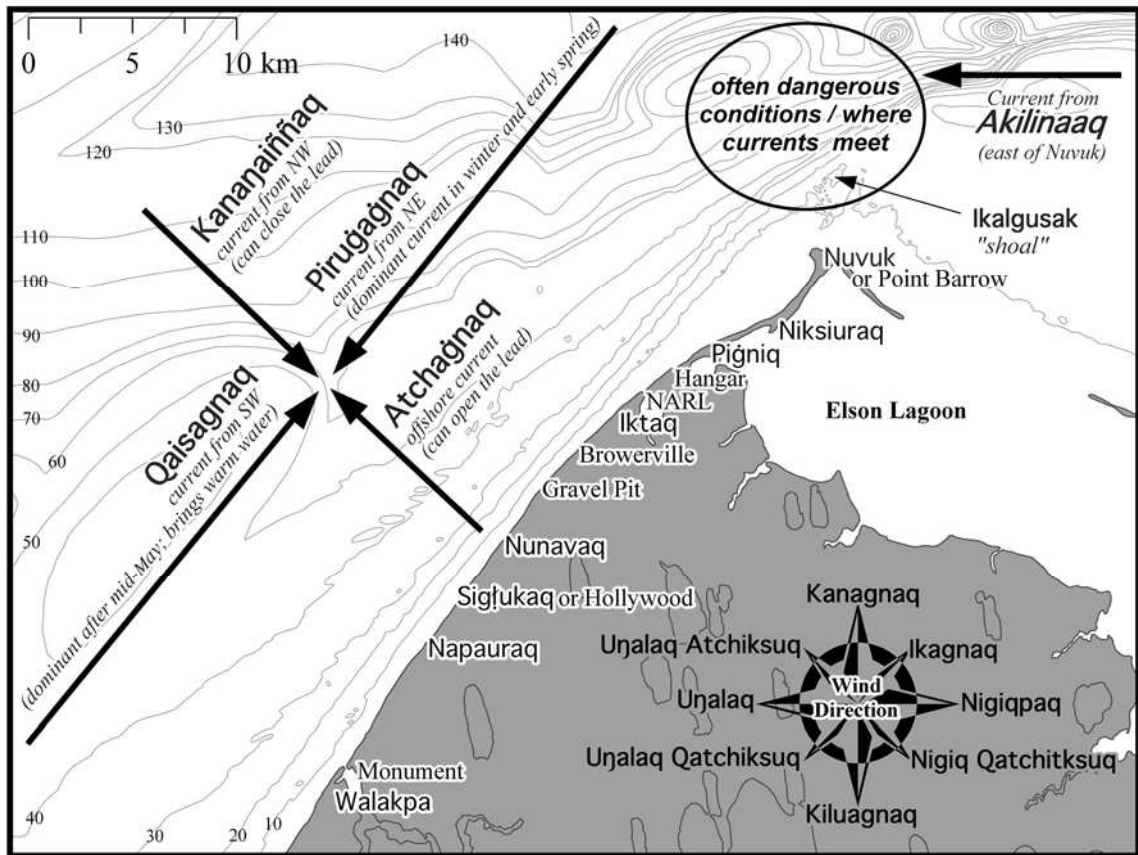 0 5 10 km
140
130
120
110
100
90
80
70
60
50
40
30
20
10
Kanaŋaiññaq
current from NW
(can close the lead)
Piruġaġnaq
current from NE
(dominant current in winter and early spring)
Qaisagnaq
current from SW
(dominant after mid-May; brings warm water)
Atchaġnaq
offshore current
(can open the lead)
often dangerous
conditions / where
currents meet
Current from
Akilinaaq
(east of Nuvuk)
Ikalgusak
"shoal"
Nuvuk
or Point Barrow
Niksiuraq
Piġniq
Hangar
NARL
Iktaq
Browerville
Gravel Pit
Nunavaq
Sigḷukaq or Hollywood
Napauraq
Monument
Walakpa
Elson Lagoon
Kanagnaq
Uŋalaq Atchiksuq
Ikagnaq
Uŋalaq
Wind
Direction
Nigiqpaq
Uŋalaq Qatchiksuq
Nigiq Qatchitksuq
Kiluagnaq